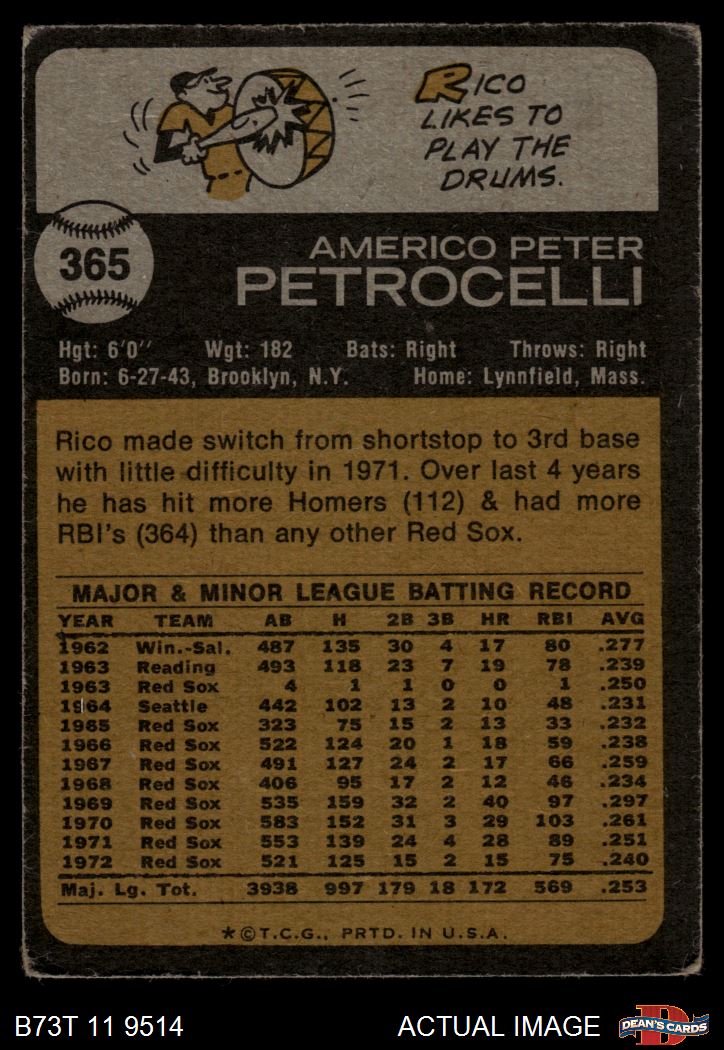 RICO
LIKES TO
PLAY THE
DRUMS.
365
AMERICO PETER
PETROCELLI
Hgt: 6'0" Wgt: 182 Bats: Right Throws: Right
Born: 6-27-43, Brooklyn, N.Y. Home: Lynnfield, Mass.
Rico made switch from shortstop to 3rd base
with little difficulty in 1971. Over last 4 years
he has hit more Homers (112) & had more
RBI's (364) than any other Red Sox.
MAJOR & MINOR LEAGUE BATTING RECORD
YEAR TEAM AB H 2B 3B HR RBI AVG
1962 Win.-Sal. 487 135 30 4 17 80 .277
1963 Reading 493 118 23 7 19 78 .239
1963 Red Sox 4 1 1 0 0 1 .250
1964 Seattle 442 102 13 2 10 48 .231
1965 Red Sox 323 75 15 2 13 33 .232
1966 Red Sox 522 124 20 1 18 59 .238
1967 Red Sox 491 127 24 2 17 66 .259
1968 Red Sox 406 95 17 2 12 46 .234
1969 Red Sox 535 159 32 2 40 97 .297
1970 Red Sox 583 152 31 3 29 103 .261
1971 Red Sox 553 139 24 4 28 89 .251
1972 Red Sox 521 125 15 2 15 75 .240
Maj. Lg. Tot. 3938 997 179 18 172 569 .253
*©T.C.G., PRTD. IN U.S.A.
B73T 11 9514 ACTUAL IMAGE
D
DEAN'S CARDS